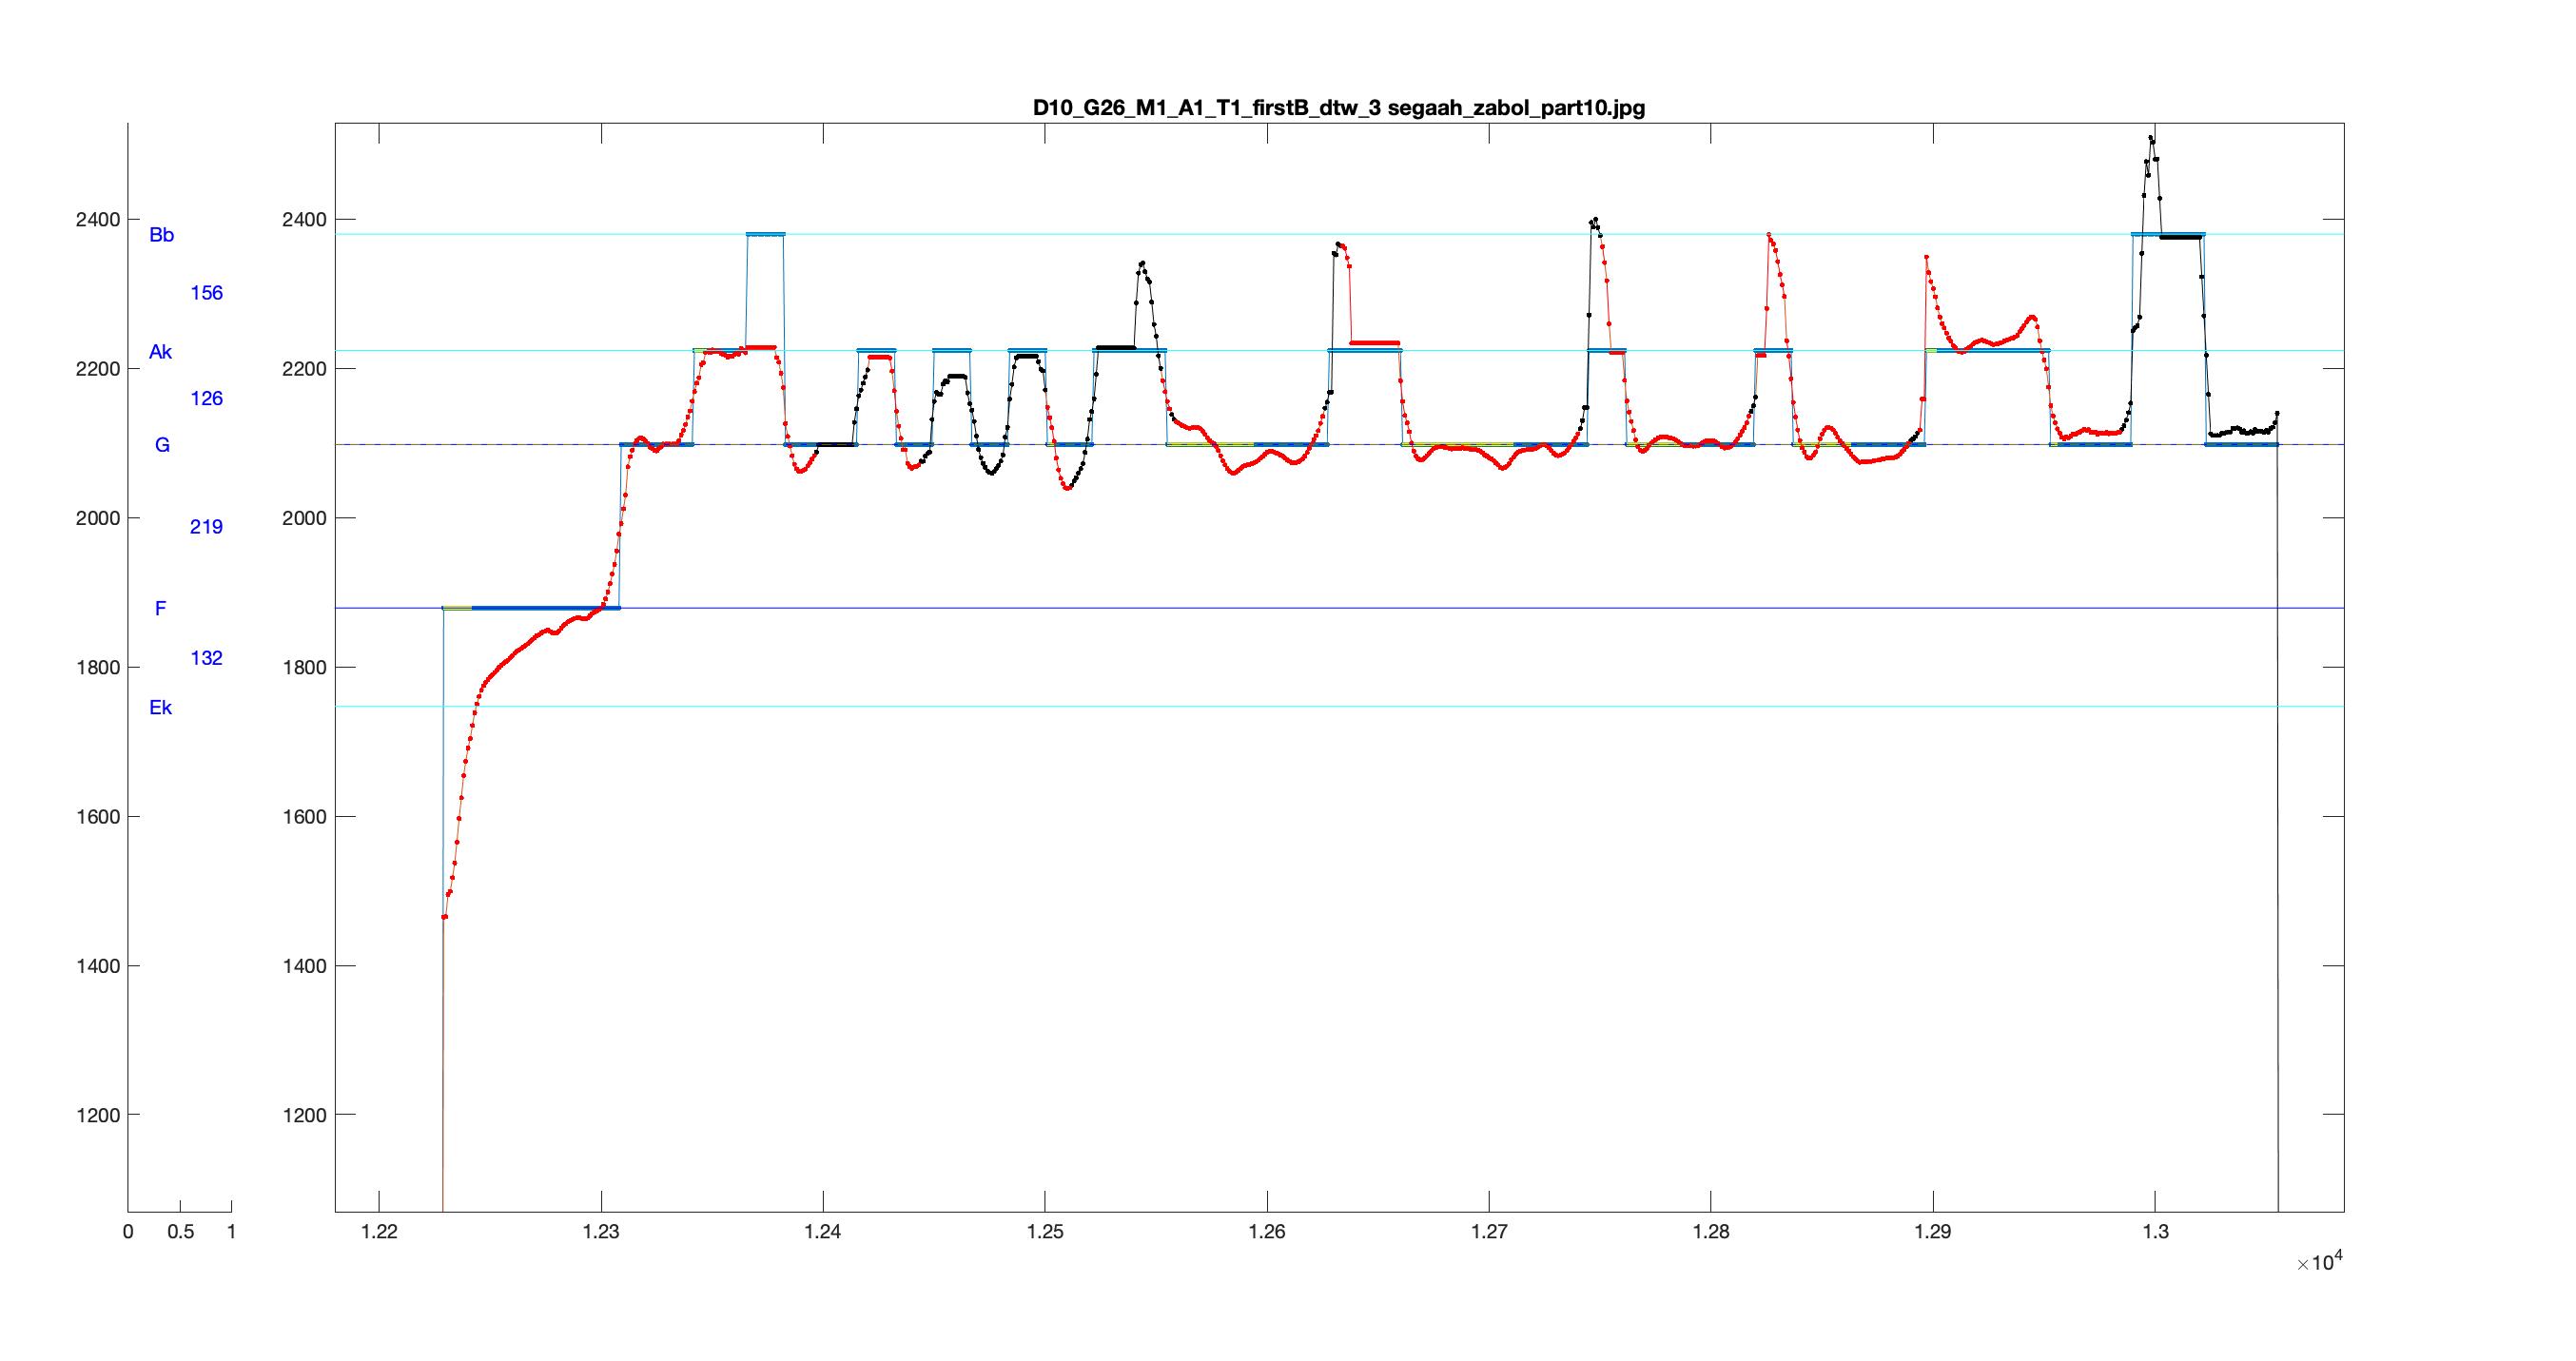 D10_G26_M1_A1_T1_firstB_dtw_3 segaah_zabol_part10.jpg
2400 2400
Bb
156
Ak
2200 2200
126
G
2000 2000
219
F
132
1800 1800
Ek
1600 1600
1400 1400
1200 1200
0 0.5 1 1.22 1.23 1.24 1.25 1.26 1.27 1.28 1.29 1.3
×10⁴